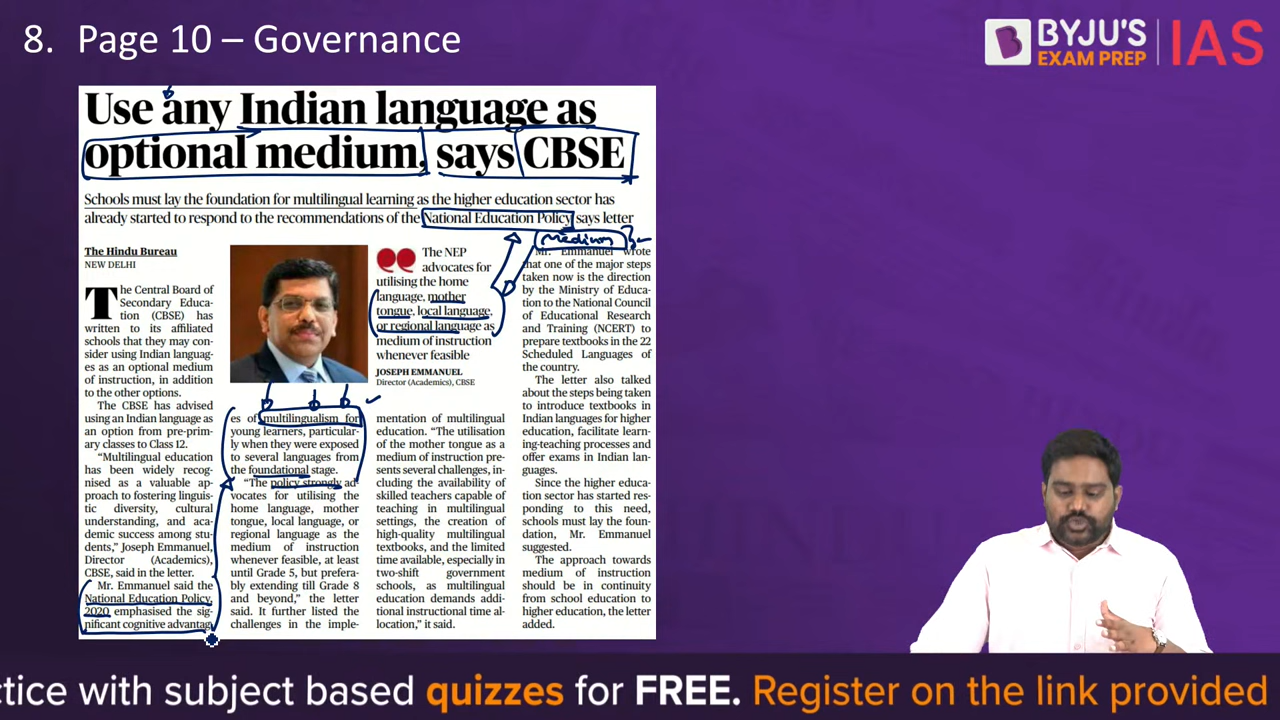 8. Page 10 – Governance
BYJU'S
EXAM PREP
IAS
Use any Indian language as
optional medium, says CBSE
Schools must lay the foundation for multilingual learning as the higher education sector has
already started to respond to the recommendations of the National Education Policy, says letter
medium
The Hindu Bureau
NEW DELHI
The Central Board of
Secondary Educa-
tion (CBSE) has
written to its affiliated
schools that they may con-
sider using Indian languag-
es as an optional medium
of instruction, in addition
to the other options.
The CBSE has advised
using an Indian language as
an option from pre-prim-
ary classes to Class 12.
“Multilingual education
has been widely recog-
nised as a valuable ap-
proach to fostering linguis-
tic diversity, cultural
understanding, and aca-
demic success among stu-
dents,” Joseph Emmanuel,
Director (Academics),
CBSE, said in the letter.
Mr. Emmanuel said the
National Education Policy,
2020 emphasised the sig-
nificant cognitive advantag-
es of multilingualism for
young learners, particular-
ly when they were exposed
to several languages from
the foundational stage.
“The policy strongly ad-
vocates for utilising the
home language, mother
tongue, local language, or
regional language as the
medium of instruction
whenever feasible, at least
until Grade 5, but prefera-
bly extending till Grade 8
and beyond,” the letter
said. It further listed the
challenges in the imple-
The NEP
advocates for
utilising the home
language, mother
tongue, local language,
or regional language as
medium of instruction
whenever feasible
JOSEPH EMMANUEL
Director (Academics), CBSE
mentation of multilingual
education. “The utilisation
of the mother tongue as a
medium of instruction pre-
sents several challenges, in-
cluding the availability of
skilled teachers capable of
teaching in multilingual
settings, the creation of
high-quality multilingual
textbooks, and the limited
time available, especially in
two-shift government
schools, as multilingual
education demands addi-
tional instructional time al-
location,” it said.
Mr. Emmanuel wrote
that one of the major steps
taken now is the direction
by the Ministry of Educa-
tion to the National Council
of Educational Research
and Training (NCERT) to
prepare textbooks in the 22
Scheduled Languages of
the country.
The letter also talked
about the steps being taken
to introduce textbooks in
Indian languages for higher
education, facilitate learn-
ing-teaching processes and
offer exams in Indian lan-
guages.
Since the higher educa-
tion sector has started res-
ponding to this need,
schools must lay the foun-
dation, Mr. Emmanuel
suggested.
The approach towards
medium of instruction
should be in continuity
from school education to
higher education, the letter
added.
ctice with subject based quizzes for FREE. Register on the link provided